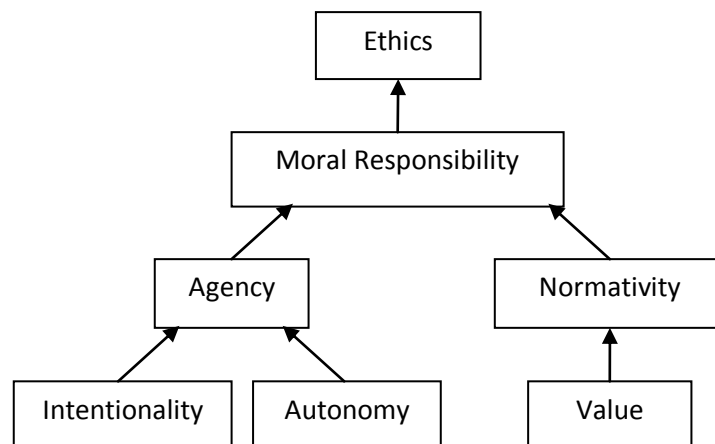 Ethics
Moral Responsibility
Agency
Normativity
Intentionality
Autonomy
Value